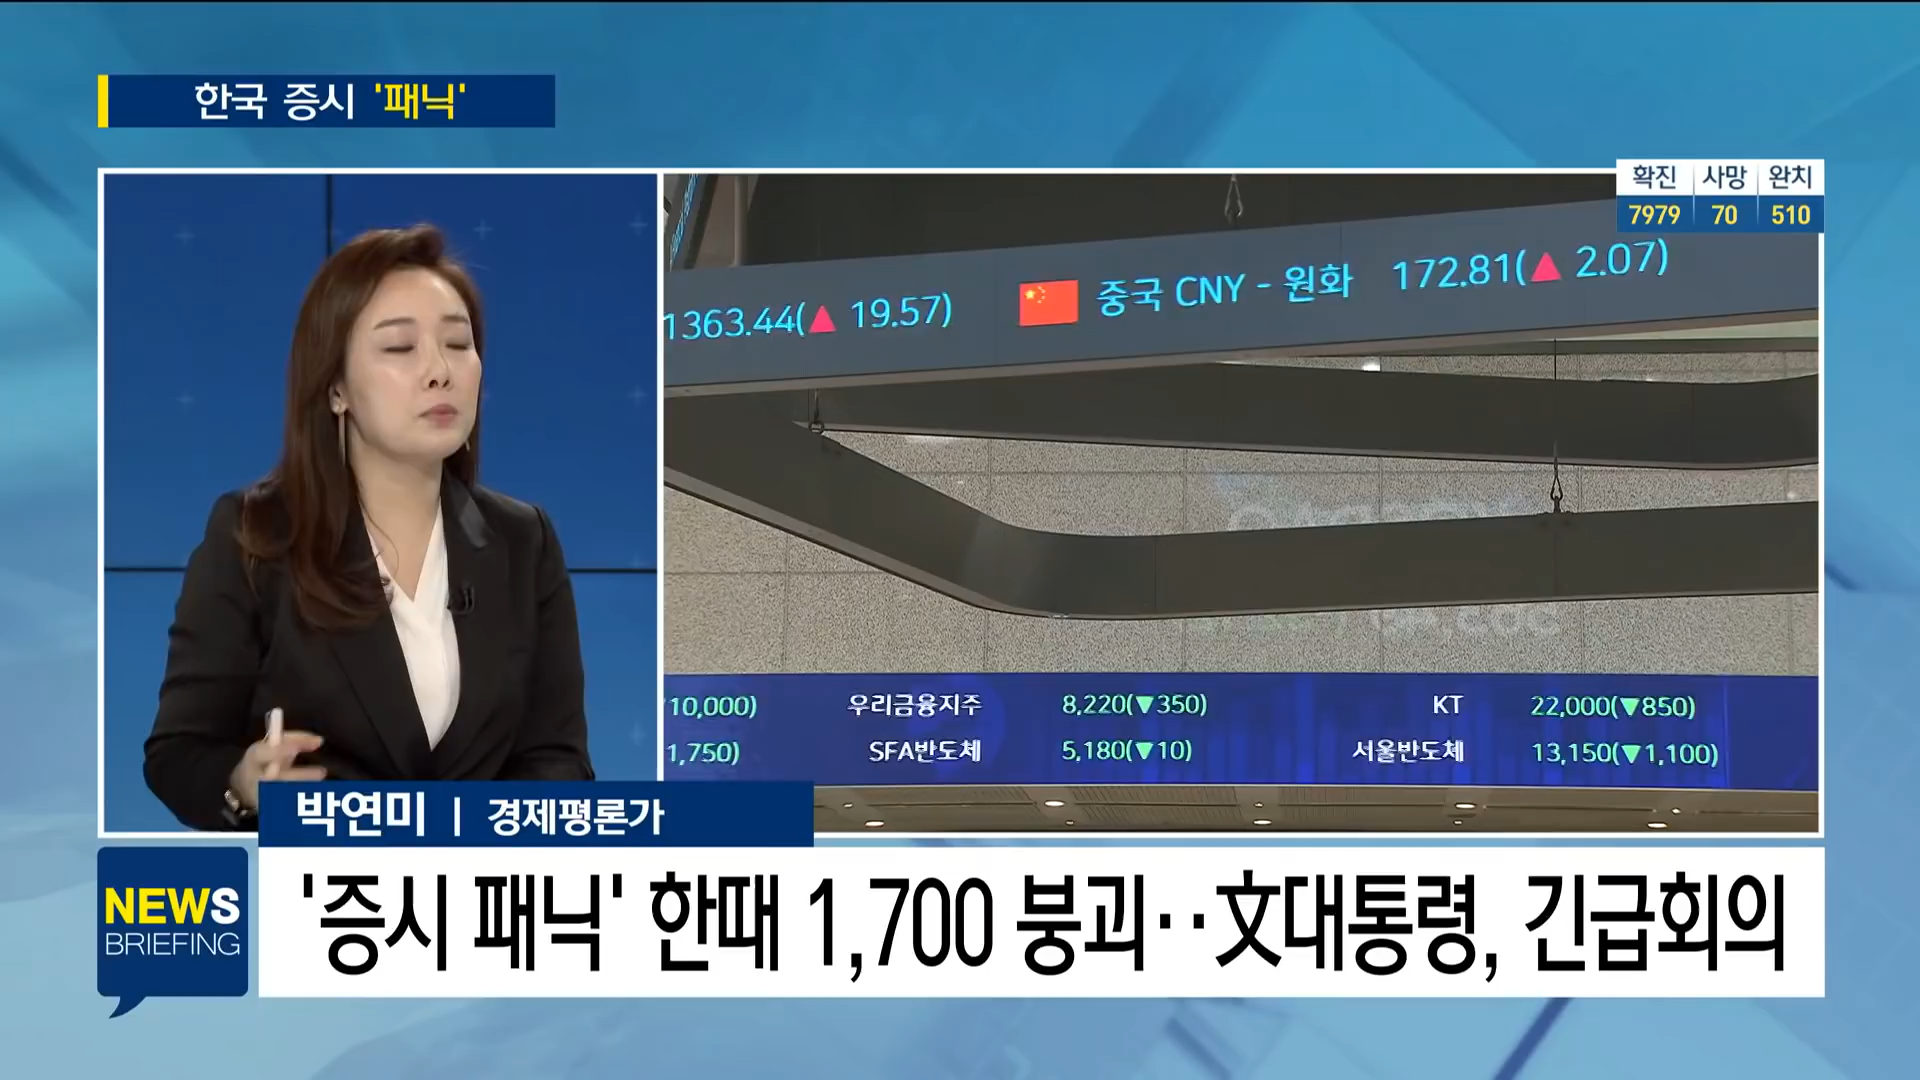 한국 증시 '패닉'
확진 사망 완치
7979 70 510
1363.44(▲ 19.57) 중국 CNY - 원화 172.81(▲ 2.07)
10,000) 우리금융지주 8,220(▼350) KT 22,000(▼850)
1,750) SFA반도체 5,180(▼10) 서울반도체 13,150(▼1,100)
박연미 | 경제평론가
NEWS
BRIEFING
'증시 패닉' 한때 1,700 붕괴‥文대통령, 긴급회의